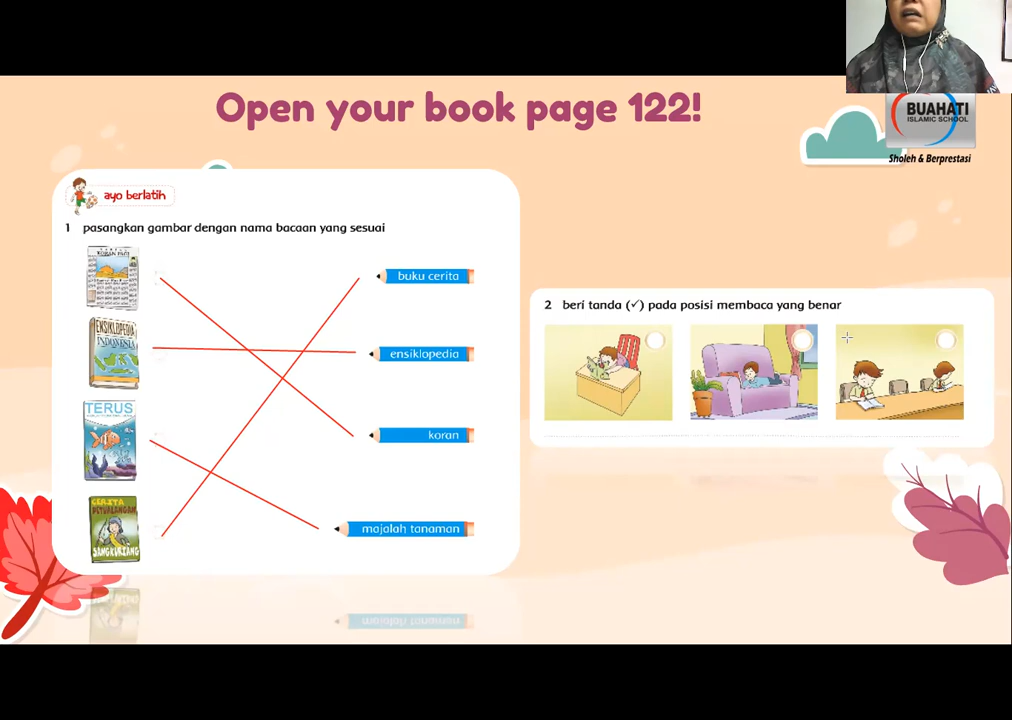 Open your book page 122!
BUAHATI
ISLAMIC SCHOOL
Sholeh & Berprestasi
ayo berlatih
1 pasangkan gambar dengan nama bacaan yang sesuai
KORAN PAGI
buku cerita
ENSIKLOPEDIA
INDONESIA
ensiklopedia
TERUS
koran
CERITA
PETUALANGAN
SANGKURIANG
majalah tanaman
2 beri tanda (✓) pada posisi membaca yang benar